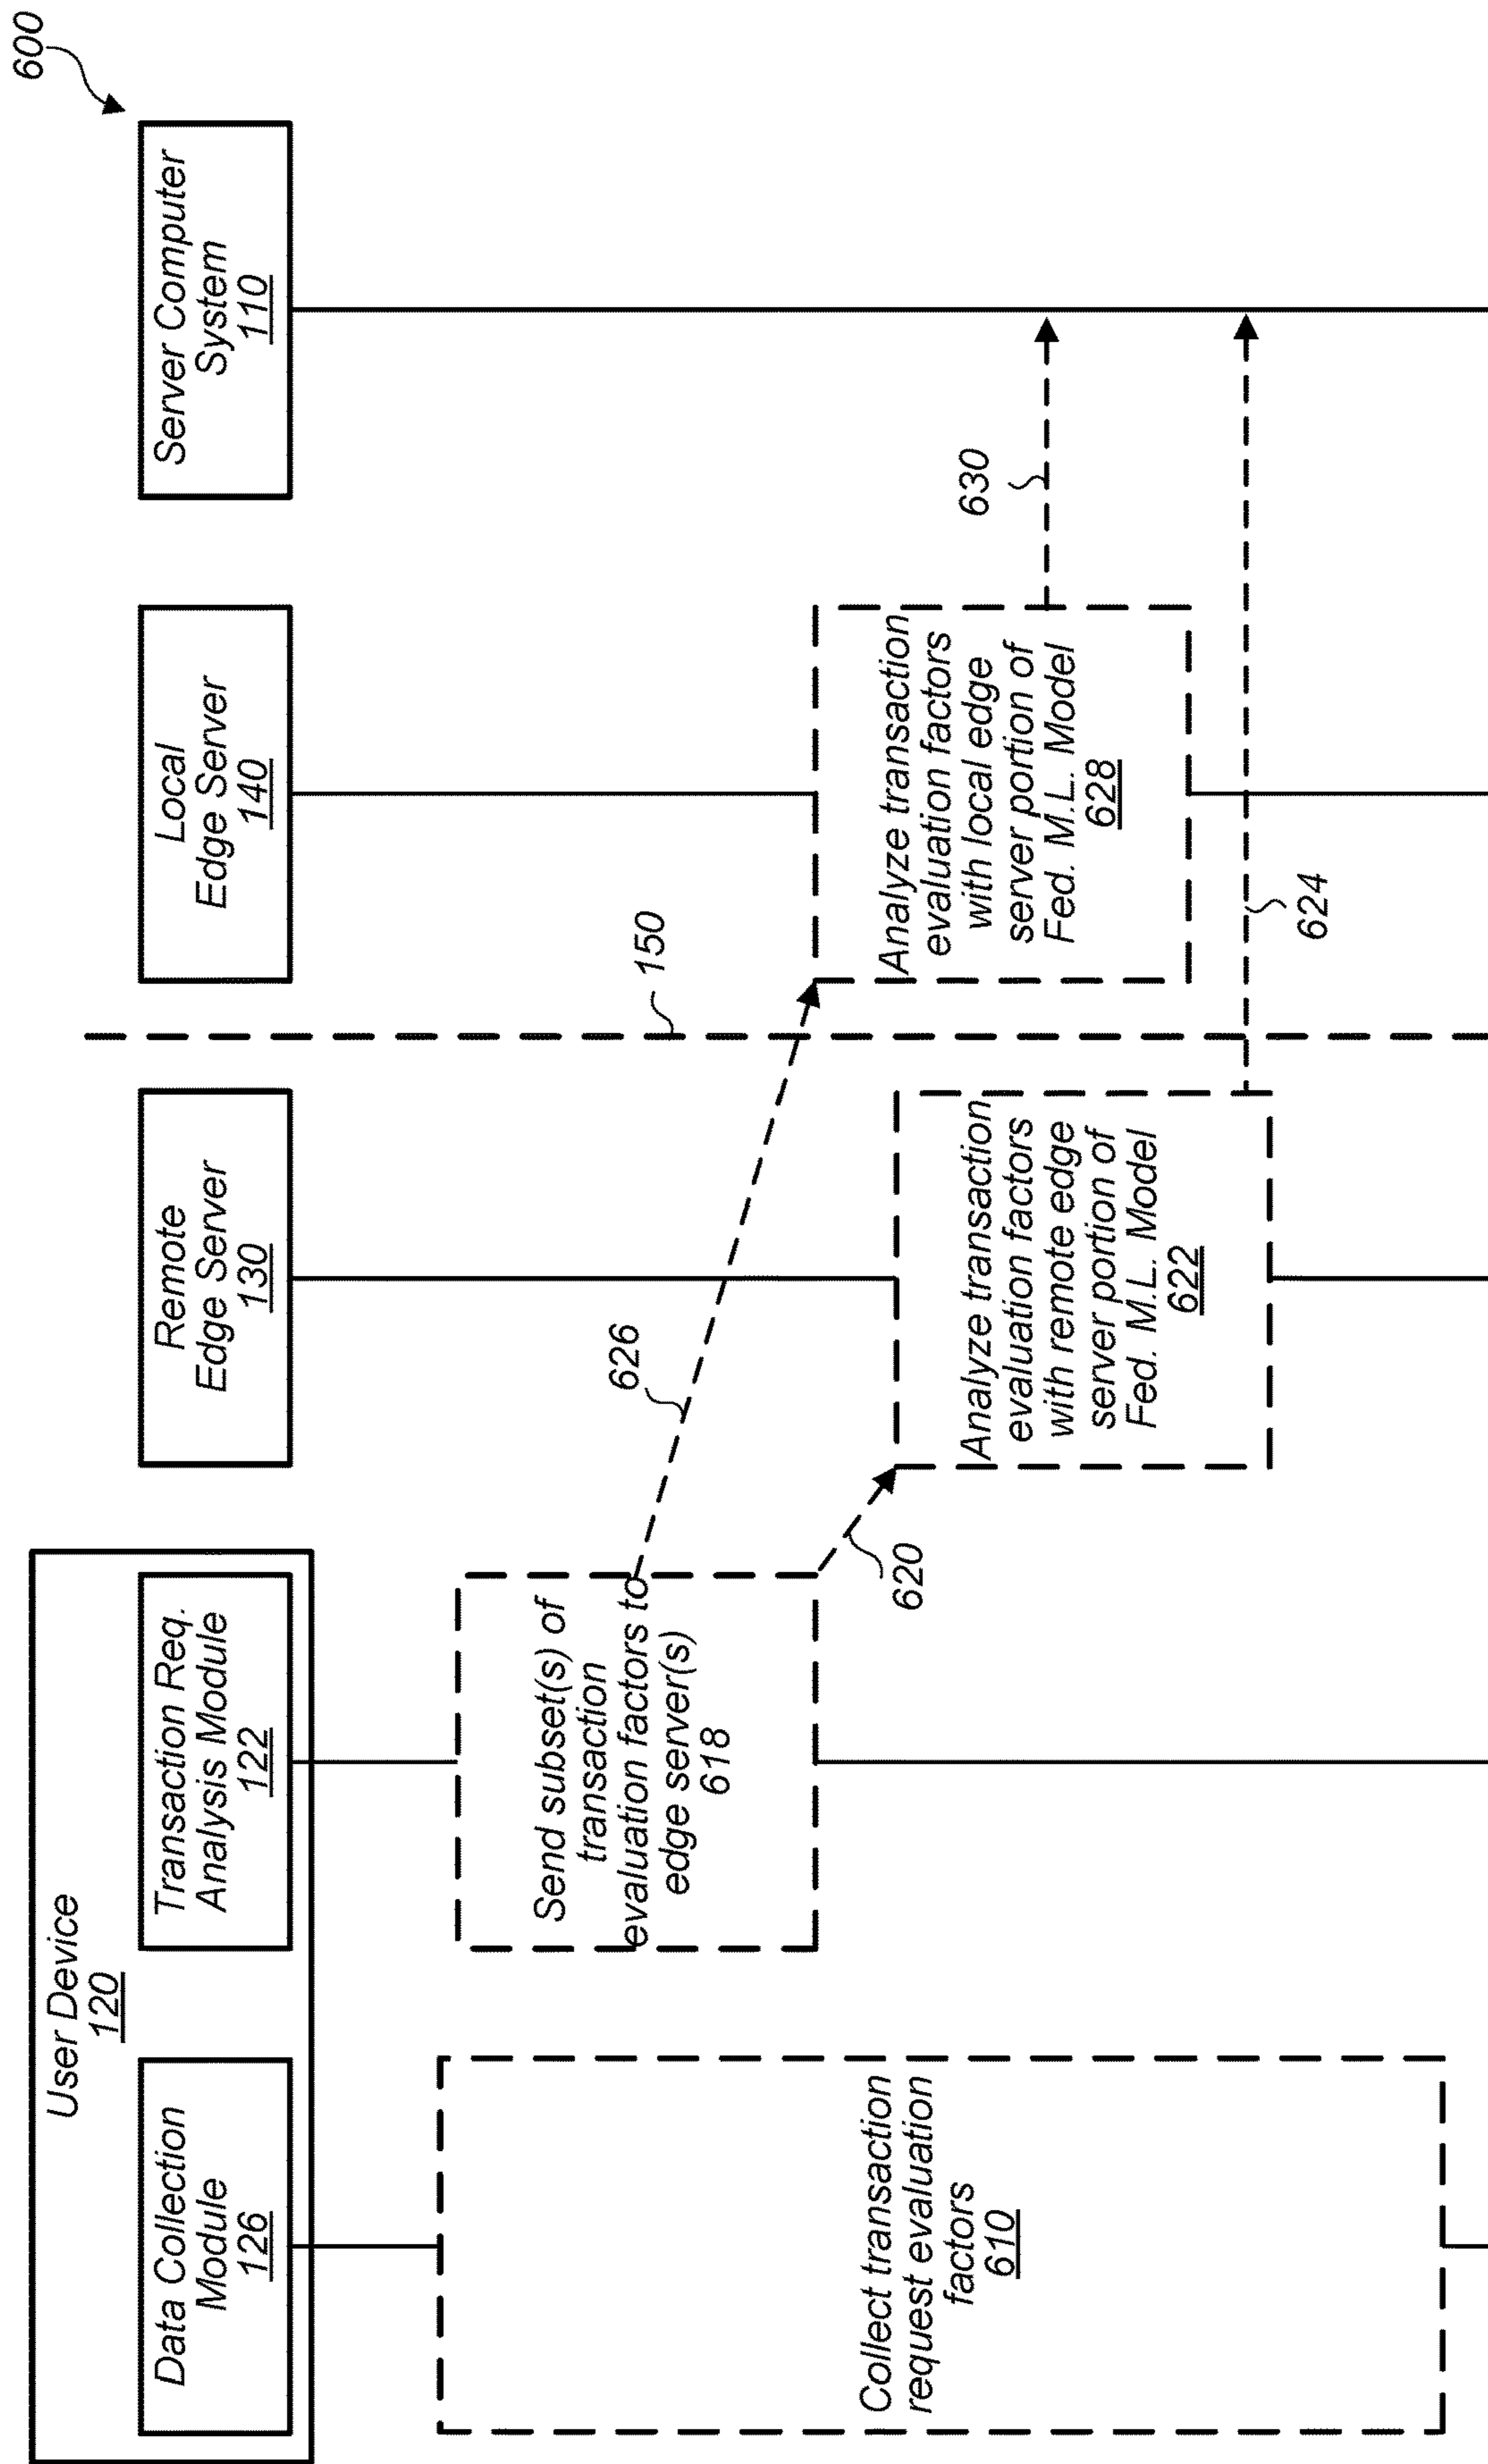 600
User Device
120
Data Collection
Module
126
Transaction Req.
Analysis Module
122
Remote
Edge Server
130
Local
Edge Server
140
Server Computer
System
110
150
Collect transaction
request evaluation
factors
610
Send subset(s) of
transaction
evaluation factors to
edge server(s)
618
626
620
Analyze transaction
evaluation factors
with remote edge
server portion of
Fed. M.L. Model
622
Analyze transaction
evaluation factors
with local edge
server portion of
Fed. M.L. Model
628
630
624